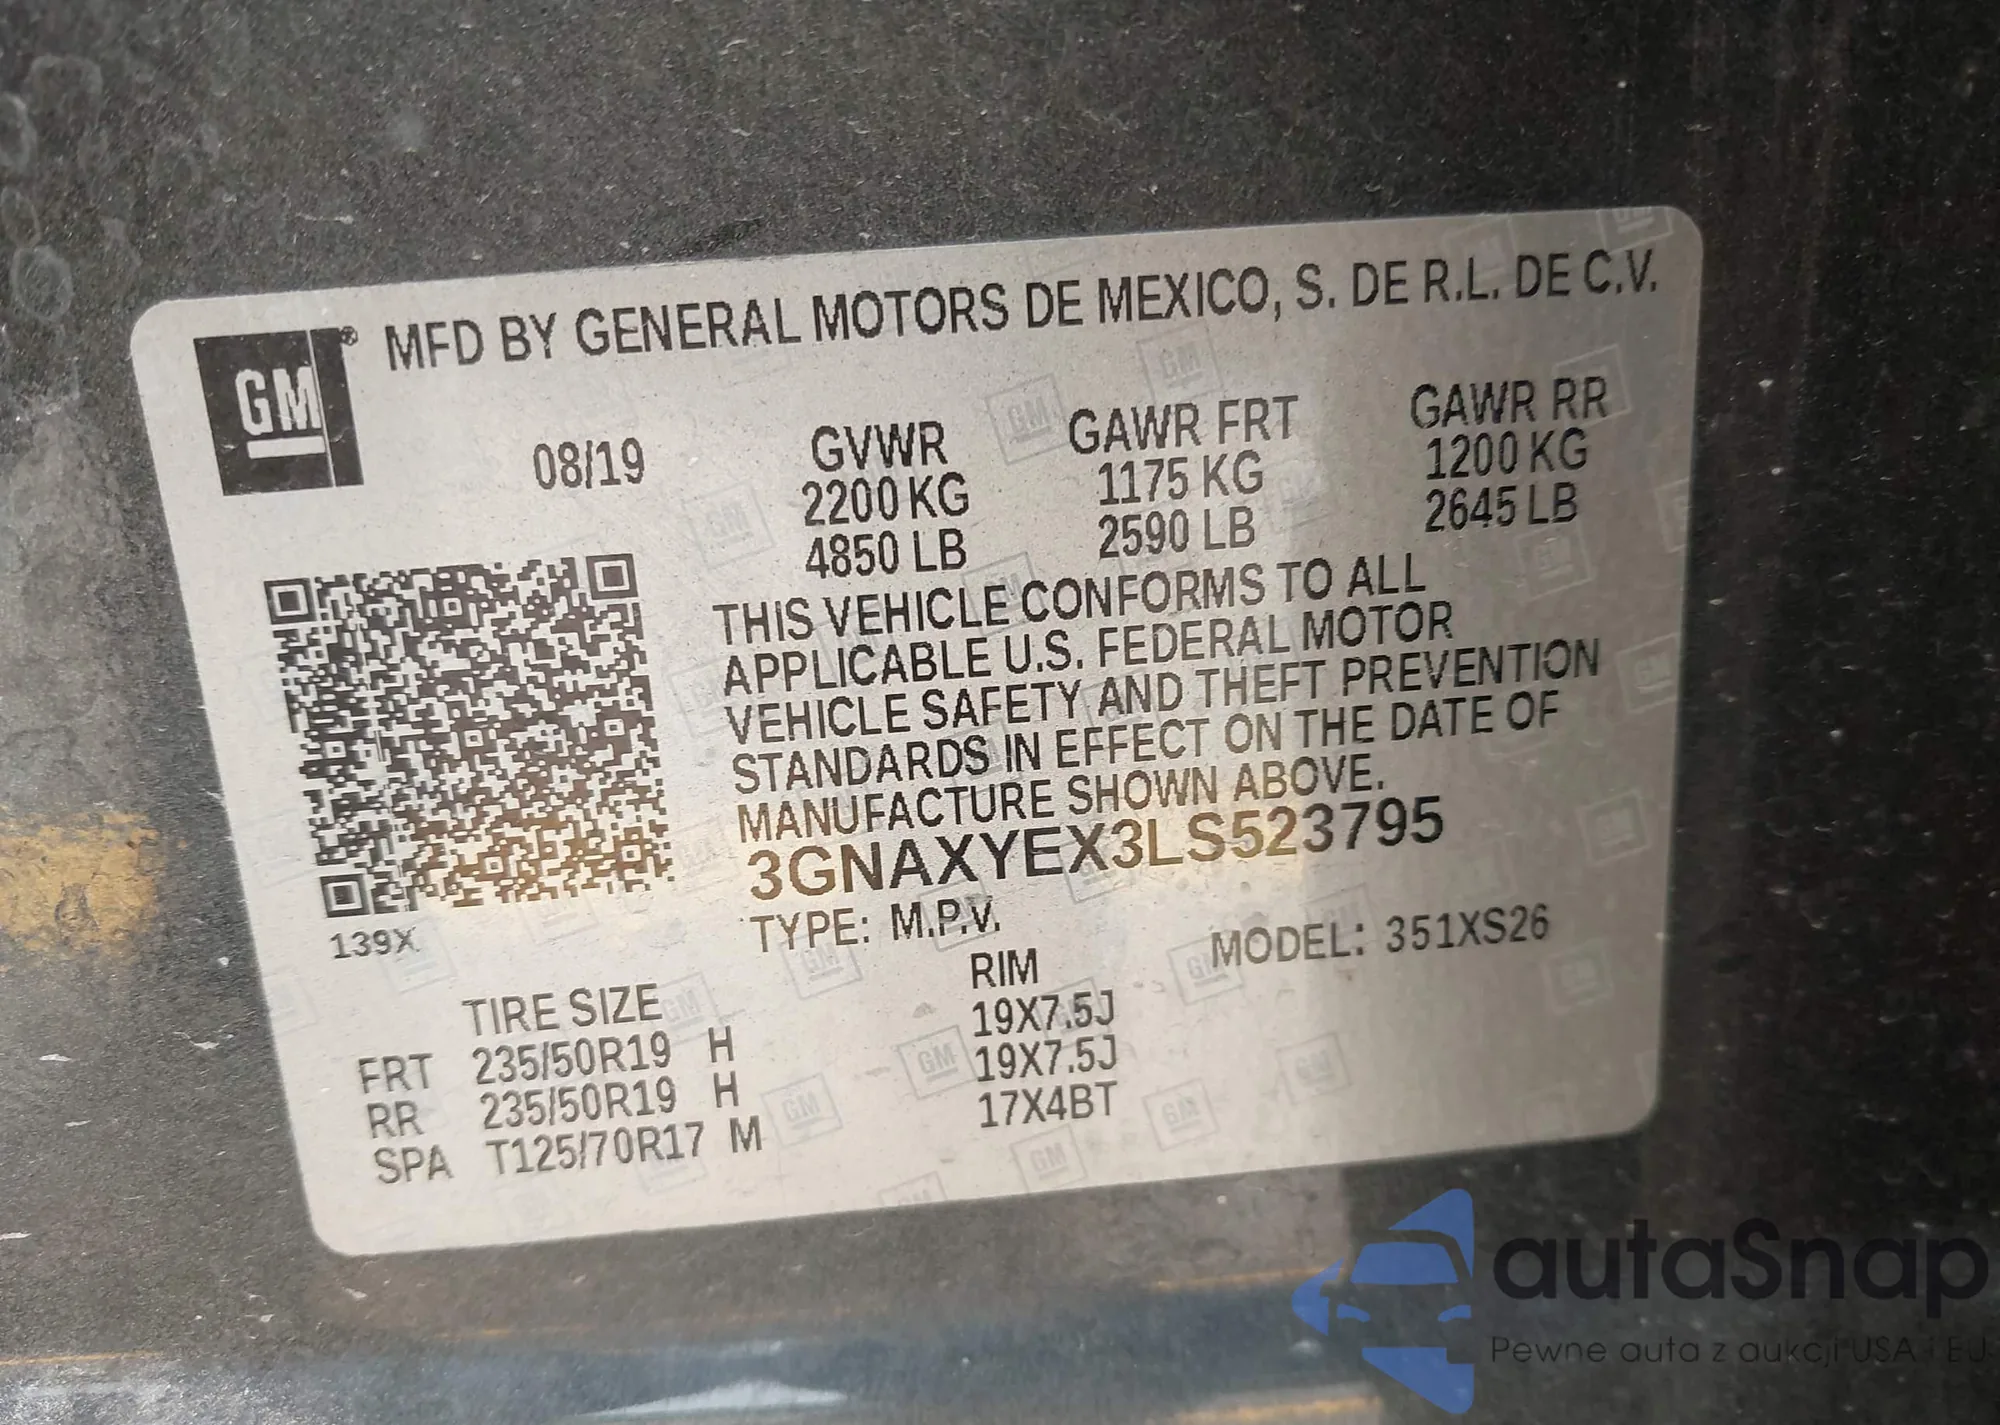 GM® MFD BY GENERAL MOTORS DE MEXICO, S. DE R.L. DE C.V.
08/19 GVWR GAWR FRT GAWR RR
2200 KG 1175 KG 1200 KG
4850 LB 2590 LB 2645 LB
THIS VEHICLE CONFORMS TO ALL
APPLICABLE U.S. FEDERAL MOTOR
VEHICLE SAFETY AND THEFT PREVENTION
STANDARDS IN EFFECT ON THE DATE OF
MANUFACTURE SHOWN ABOVE.
3GNAXYEX3LS523795
139X TYPE: M.P.V. MODEL: 351XS26
TIRE SIZE RIM
FRT 235/50R19 H 19X7.5J
RR 235/50R19 H 19X7.5J
SPA T125/70R17 M 17X4BT
autaSnap
Pewne auta z aukcji USA i EU